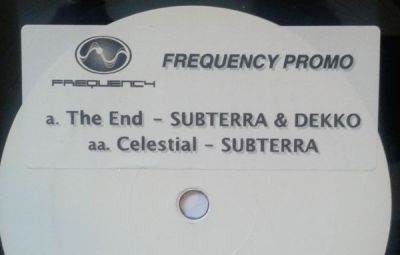 FREQUENCY
FREQUENCY PROMO
a. The End – SUBTERRA & DEKKO
aa. Celestial – SUBTERRA